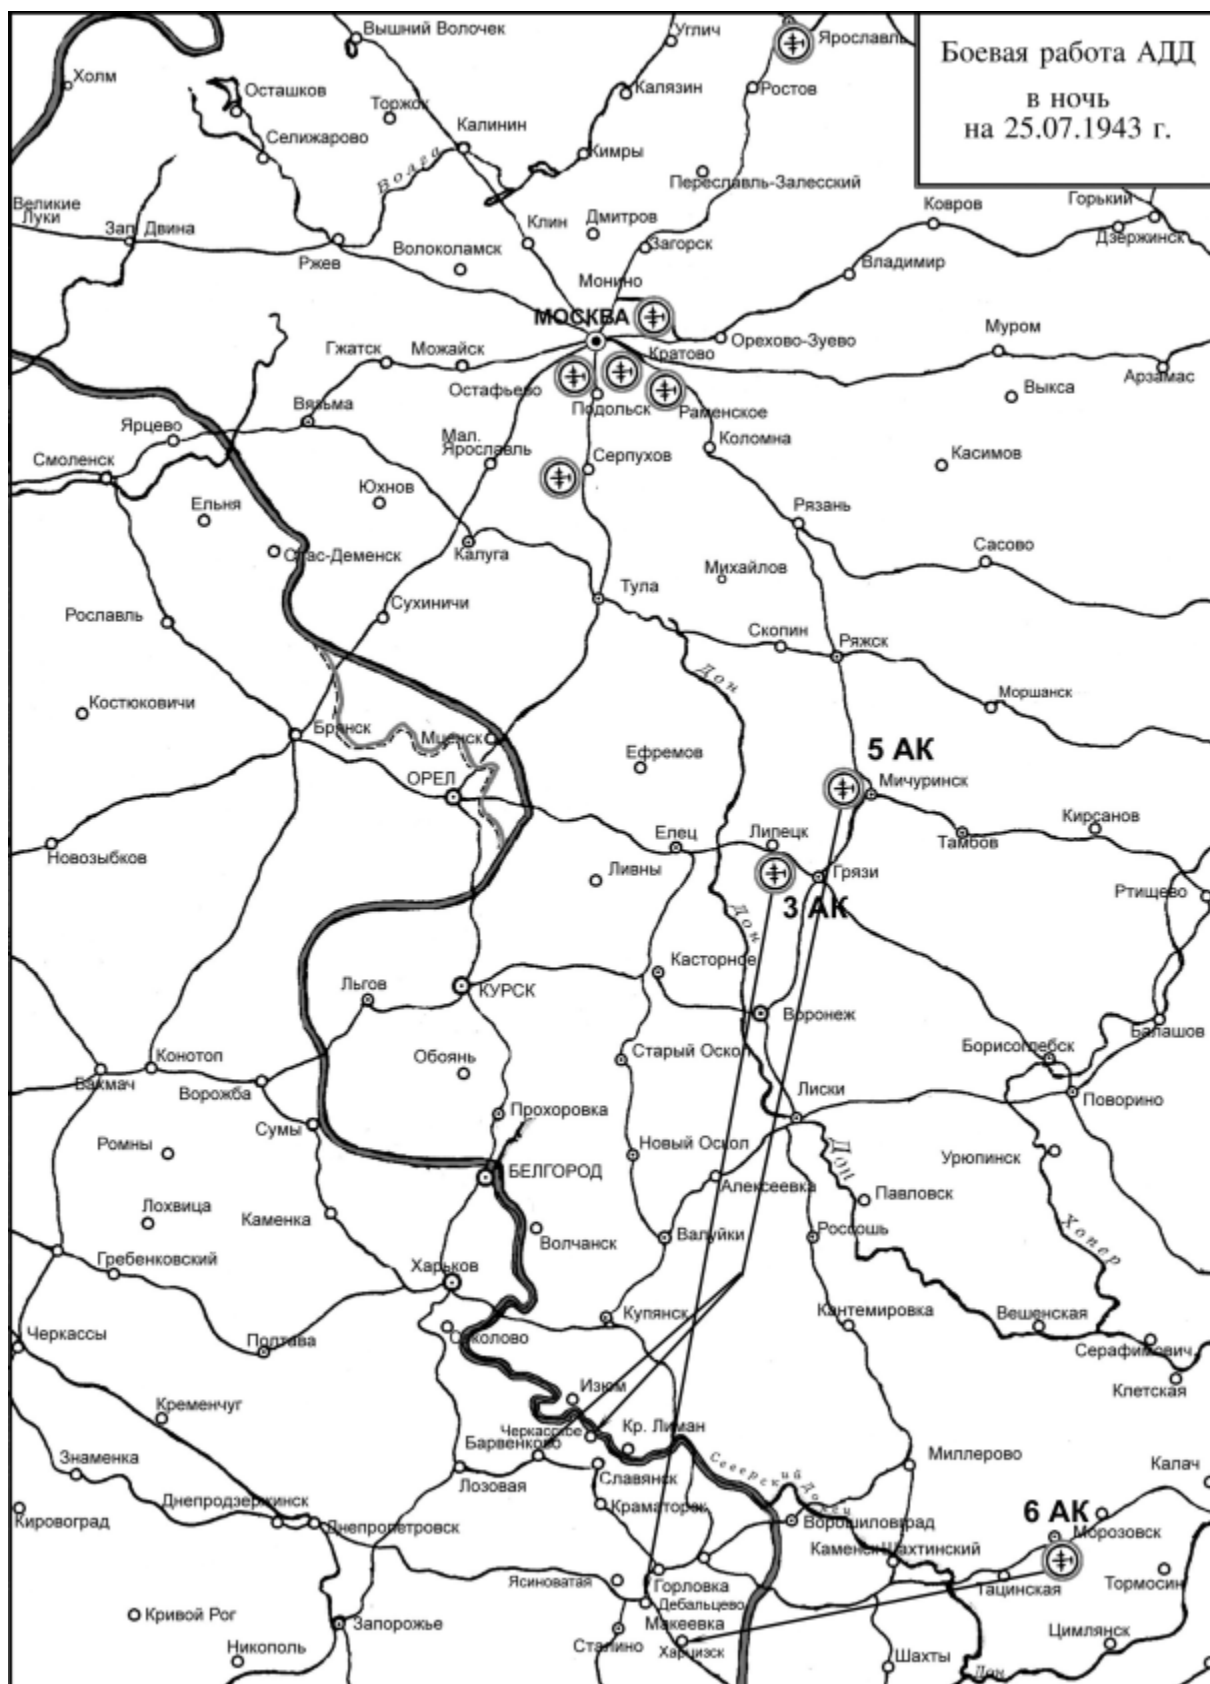 Боевая работа АДД
в ночь
на 25.07.1943 г.
Вышний Волочек
Углич
Ярославль
Холм
Осташков
Торжок
Калязин
Ростов
Селижарово
Калинин
Кимры
Волга
Переславль-Залесский
Великие
Луки
Зап. Двина
Ржев
Волоколамск
Клин
Дмитров
Загорск
Ковров
Горький
Дзержинск
Владимир
Монино
МОСКВА
Орехово-Зуево
Муром
Гжатск
Можайск
Кратово
Остафьево
Подольск
Раменское
Выкса
Арзамас
Вязьма
Ярцево
Мал.
Ярославль
Коломна
Смоленск
Серпухов
Касимов
Юхнов
Ельня
Рязань
Спас-Деменск
Калуга
Сасово
Михайлов
Тула
Рославль
Сухиничи
Скопин
Ряжск
Дон
Костюковичи
Моршанск
Брянск
Мценск
Ефремов
5 АК
ОРЕЛ
Мичуринск
Кирсанов
Новозыбков
Елец
Липецк
Тамбов
Ливны
Грязи
Ртищево
3 АК
Дон
Касторное
Льгов
КУРСК
Воронеж
Балашов
Конотоп
Обоянь
Старый Оскол
Борисоглебск
Бахмач
Ворожба
Поворино
Лиски
Прохоровка
Сумы
Ромны
Новый Оскол
Дон
Урюпинск
БЕЛГОРОД
Алексеевка
Павловск
Лохвица
Каменка
Волчанск
Валуйки
Россошь
Хопер
Гребенковский
Харьков
Купянск
Кантемировка
Вешенская
Черкассы
Полтава
Соколово
Серафимович
Клетская
Изюм
Кременчуг
Черкасское
Кр. Лиман
Барвенково
Миллерово
Знаменка
Северский Донец
Калач
Лозовая
Славянск
Днепродзержинск
Краматорск
Кировоград
Днепропетровск
Ворошиловград
6 АК
Морозовск
Каменск-Шахтинский
Ясиноватая
Горловка
Тацинская
Тормосин
Дебальцево
Кривой Рог
Запорожье
Макеевка
Сталино
Харцизск
Цимлянск
Никополь
Шахты
Дон